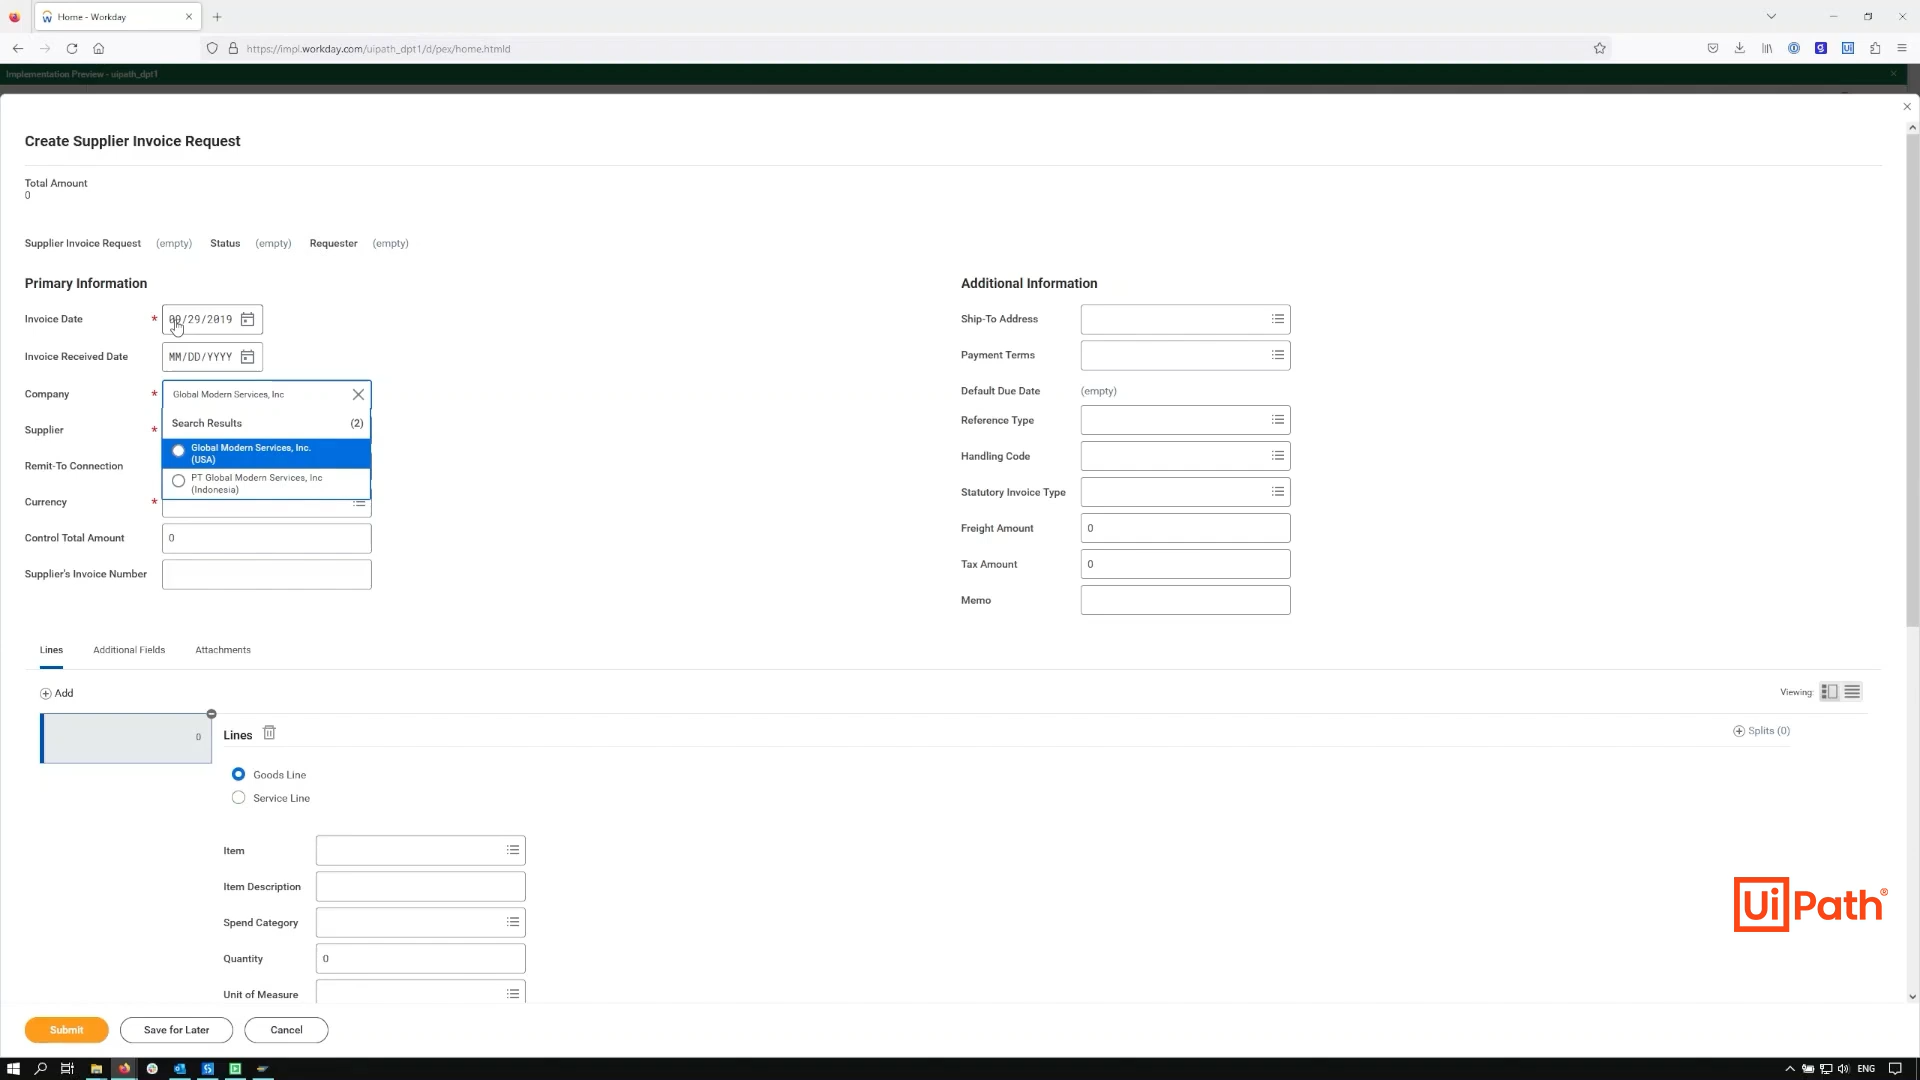 Home - Workday
https://impl.workday.com/uipath_dpt1/d/pex/home.htmld
Implementation Preview - uipath_dpt1
Create Supplier Invoice Request
Total Amount
0
Supplier Invoice Request (empty) Status (empty) Requester (empty)
Primary Information
Invoice Date * 09/29/2019
Invoice Received Date MM/DD/YYYY
Company * Global Modern Services, Inc
Search Results (2)
Supplier *
Global Modern Services, Inc.
(USA)
Remit-To Connection
PT Global Modern Services, Inc
(Indonesia)
Currency *
Control Total Amount 0
Supplier's Invoice Number
Additional Information
Ship-To Address
Payment Terms
Default Due Date (empty)
Reference Type
Handling Code
Statutory Invoice Type
Freight Amount 0
Tax Amount 0
Memo
Lines Additional Fields Attachments
Add
Viewing:
0
Lines
Splits (0)
Goods Line
Service Line
Item
Item Description
Spend Category
Quantity 0
Unit of Measure
UiPath®
Submit Save for Later Cancel
ENG